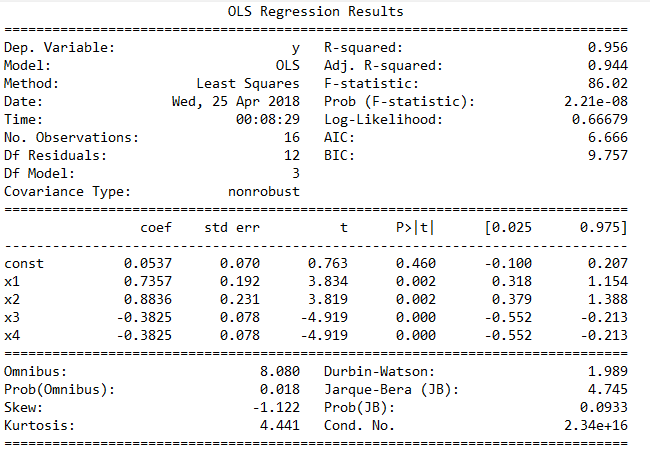 OLS Regression Results
==============================================================================
Dep. Variable:                      y   R-squared:                       0.956
Model:                            OLS   Adj. R-squared:                  0.944
Method:                 Least Squares   F-statistic:                     86.02
Date:                Wed, 25 Apr 2018   Prob (F-statistic):           2.21e-08
Time:                        00:08:29   Log-Likelihood:                0.66679
No. Observations:                  16   AIC:                             6.666
Df Residuals:                      12   BIC:                             9.757
Df Model:                           3
Covariance Type:            nonrobust
==============================================================================
                 coef    std err          t      P>|t|      [0.025      0.975]
------------------------------------------------------------------------------
const          0.0537      0.070      0.763      0.460      -0.100       0.207
x1             0.7357      0.192      3.834      0.002       0.318       1.154
x2             0.8836      0.231      3.819      0.002       0.379       1.388
x3            -0.3825      0.078     -4.919      0.000      -0.552      -0.213
x4            -0.3825      0.078     -4.919      0.000      -0.552      -0.213
==============================================================================
Omnibus:                        8.080   Durbin-Watson:                   1.989
Prob(Omnibus):                  0.018   Jarque-Bera (JB):                4.745
Skew:                          -1.122   Prob(JB):                       0.0933
Kurtosis:                       4.441   Cond. No.                     2.34e+16
==============================================================================